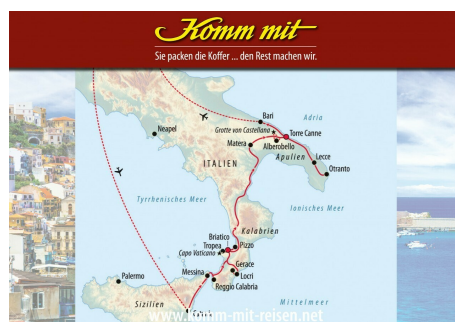 Komm mit
Sie packen die Koffer ... den Rest machen wir.
Bari
Adria
Neapel
Grotte von Castellana
Torre Canne
Matera
Alberobello
ITALIEN
Apulien
Lecce
Otranto
Tyrrhenisches Meer
Ionisches Meer
Kalabrien
Briatico
Tropea
Pizzo
Capo Vaticano
Gerace
Messina
Locri
Palermo
Reggio Calabria
Sizilien
Mittelmeer
www.komm-mit-reisen.net